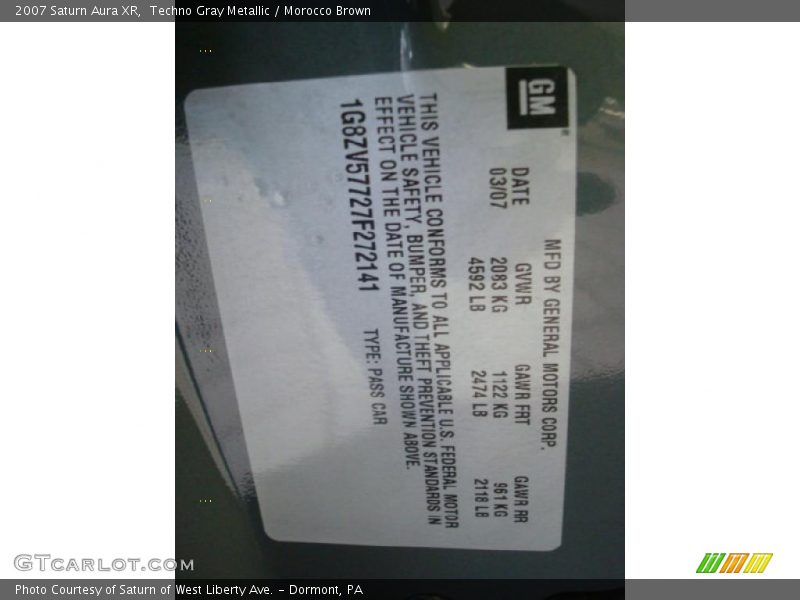 2007 Saturn Aura XR, Techno Gray Metallic / Morocco Brown
GM
MFD BY GENERAL MOTORS CORP.
DATE GVWR GAWR FRT GAWR RR
03/07 2083 KG 1122 KG 961 KG
4592 LB 2474 LB 2118 LB
THIS VEHICLE CONFORMS TO ALL APPLICABLE U.S. FEDERAL MOTOR
VEHICLE SAFETY, BUMPER, AND THEFT PREVENTION STANDARDS IN
EFFECT ON THE DATE OF MANUFACTURE SHOWN ABOVE.
1G8ZV57727F272141 TYPE: PASS CAR
GTcarlot.com
Photo Courtesy of Saturn of West Liberty Ave. - Dormont, PA